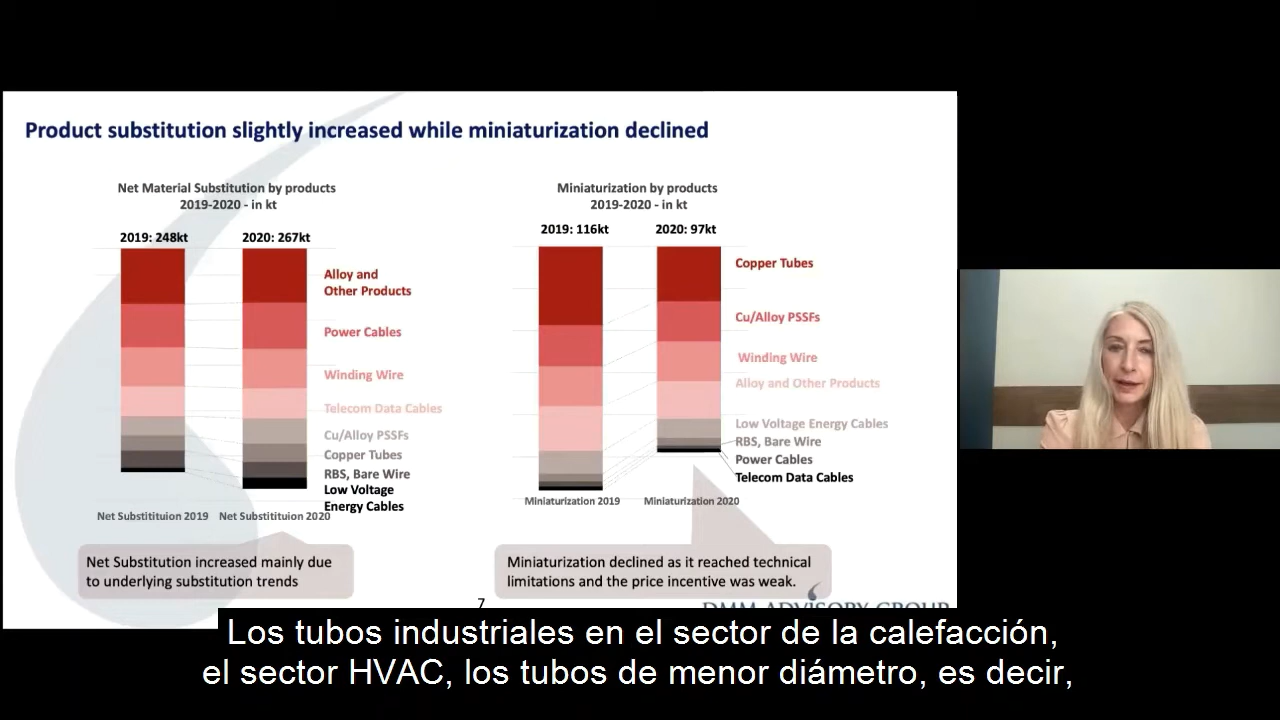 Product substitution slightly increased while miniaturization declined
Net Material Substitution by products
2019-2020 - in kt
2019: 248kt
2020: 267kt
Alloy and
Other Products
Power Cables
Winding Wire
Telecom Data Cables
Cu/Alloy PSSFs
Copper Tubes
RBS, Bare Wire
Low Voltage
Energy Cables
Net Substitituion 2019
Net Substitituion 2020
Net Substitution increased mainly due
to underlying substitution trends
Miniaturization by products
2019-2020 - in kt
2019: 116kt
2020: 97kt
Copper Tubes
Cu/Alloy PSSFs
Winding Wire
Alloy and Other Products
Low Voltage Energy Cables
RBS, Bare Wire
Power Cables
Telecom Data Cables
Miniaturization 2019
Miniaturization 2020
Miniaturization declined as it reached technical
limitations and the price incentive was weak.
7
DMM ADVISORY GROUP
Los tubos industriales en el sector de la calefacción,
el sector HVAC, los tubos de menor diámetro, es decir,